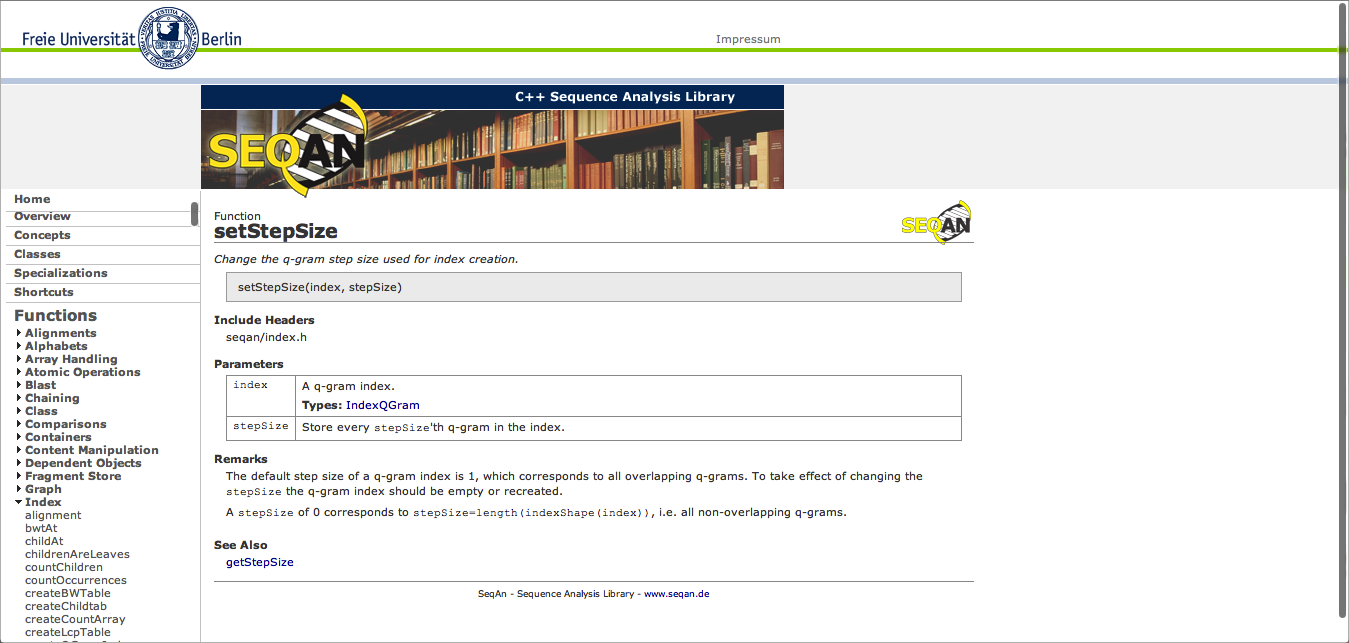 Freie Universität Berlin
Impressum
C++ Sequence Analysis Library
SEQAN
Home
Overview
Concepts
Classes
Specializations
Shortcuts
Functions
Alignments
Alphabets
Array Handling
Atomic Operations
Blast
Chaining
Class
Comparisons
Containers
Content Manipulation
Dependent Objects
Fragment Store
Graph
Index
alignment
bwtAt
childAt
childrenAreLeaves
countChildren
countOccurrences
createBWTable
createChildtab
createCountArray
createLcpTable
Function
setStepSize
SEQAN
Change the q-gram step size used for index creation.
setStepSize(index, stepSize)
Include Headers
seqan/index.h
Parameters
index
A q-gram index.
Types: IndexQGram
stepSize
Store every stepSize'th q-gram in the index.
Remarks
The default step size of a q-gram index is 1, which corresponds to all overlapping q-grams. To take effect of changing the
stepSize the q-gram index should be empty or recreated.
A stepSize of 0 corresponds to stepSize=length(indexShape(index)), i.e. all non-overlapping q-grams.
See Also
getStepSize
SeqAn - Sequence Analysis Library - www.seqan.de